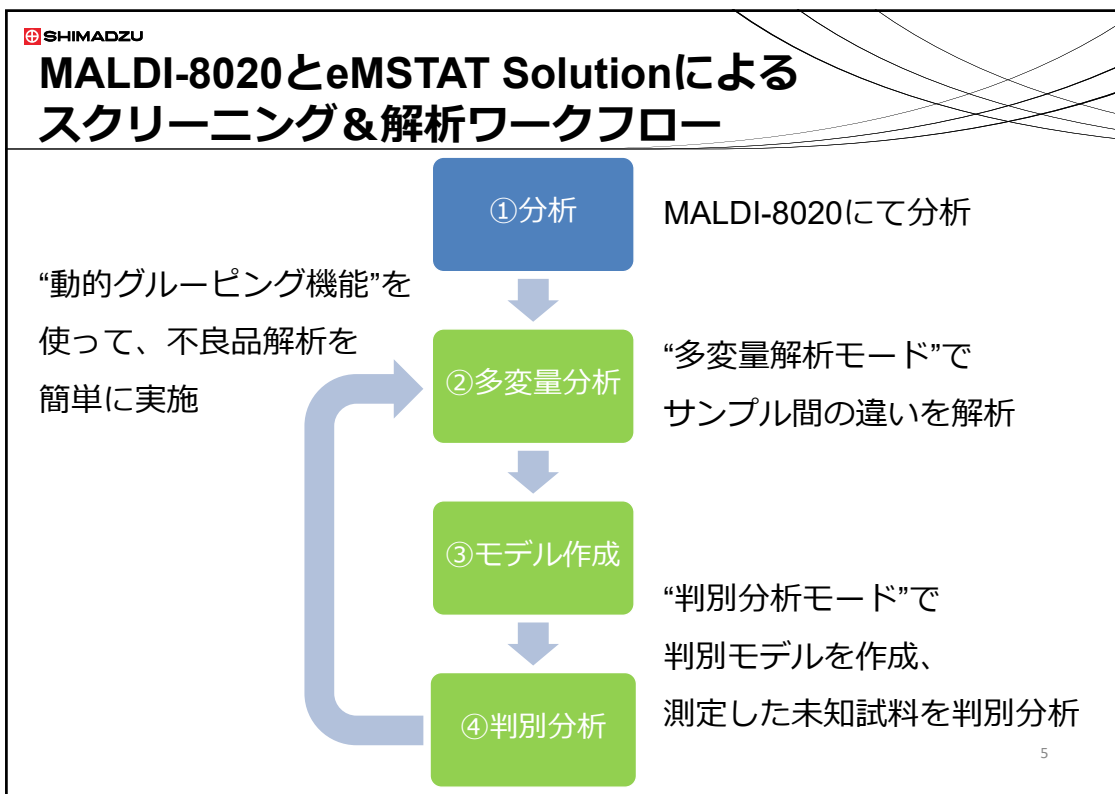 SHIMADZU
MALDI-8020とeMSTAT Solutionによる
スクリーニング＆解析ワークフロー
①分析
MALDI-8020にて分析
“動的グルーピング機能”を
使って、不良品解析を
簡単に実施
②多変量分析
“多変量解析モード”で
サンプル間の違いを解析
③モデル作成
“判別分析モード”で
判別モデルを作成、
測定した未知試料を判別分析
④判別分析
5